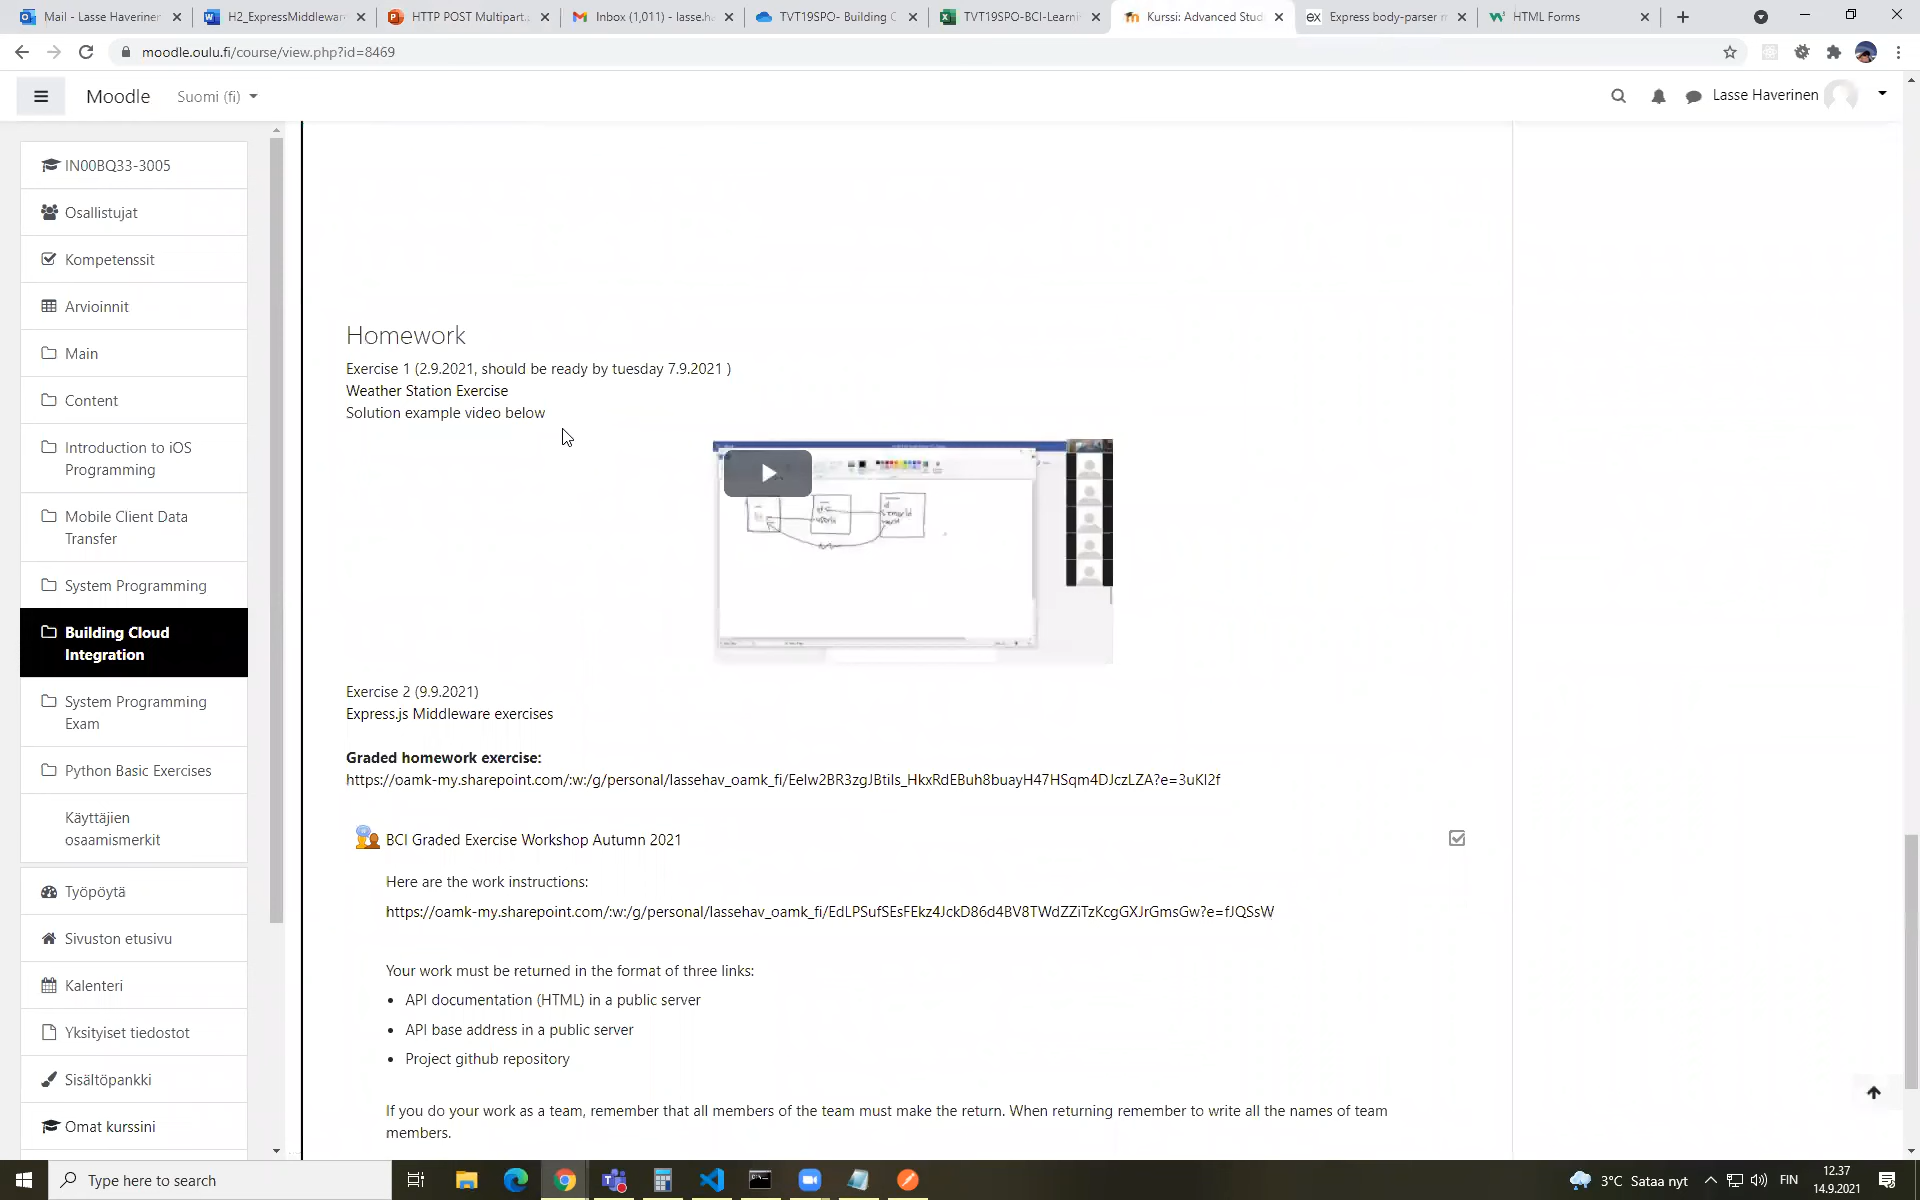 Mail - Lasse Haverinen
H2_ExpressMiddleware
HTTP POST Multipart
Inbox (1,011) - lasse.h
TVT19SPO- Building C
TVT19SPO-BCI-Learni
Kurssi: Advanced Stud
Express body-parser m
HTML Forms
moodle.oulu.fi/course/view.php?id=8469
Moodle
Suomi (fi)
Lasse Haverinen
IN00BQ33-3005
Osallistujat
Kompetenssit
Arvioinnit
Main
Content
Introduction to iOS
Programming
Mobile Client Data
Transfer
System Programming
Building Cloud
Integration
System Programming
Exam
Python Basic Exercises
Käyttäjien
osaamismerkit
Työpöytä
Sivuston etusivu
Kalenteri
Yksityiset tiedostot
Sisältöpankki
Omat kurssini
Homework
Exercise 1 (2.9.2021, should be ready by tuesday 7.9.2021 )
Weather Station Exercise
Solution example video below
Exercise 2 (9.9.2021)
Express.js Middleware exercises
Graded homework exercise:
https://oamk-my.sharepoint.com/:w:/g/personal/lassehav_oamk_fi/EeIw2BR3zgJBtiIs_HkxRdEBuh8buayH47HSqm4DJczLZA?e=3uKI2f
BCI Graded Exercise Workshop Autumn 2021
Here are the work instructions:
https://oamk-my.sharepoint.com/:w:/g/personal/lassehav_oamk_fi/EdLPSufSEsFEkz4JckD86d4BV8TWdZZiTzKcgGXJrGmsGw?e=fJQSsW
Your work must be returned in the format of three links:
• API documentation (HTML) in a public server
• API base address in a public server
• Project github repository
If you do your work as a team, remember that all members of the team must make the return. When returning remember to write all the names of team
members.
Type here to search
3°C Sataa nyt
FIN
12.37
14.9.2021